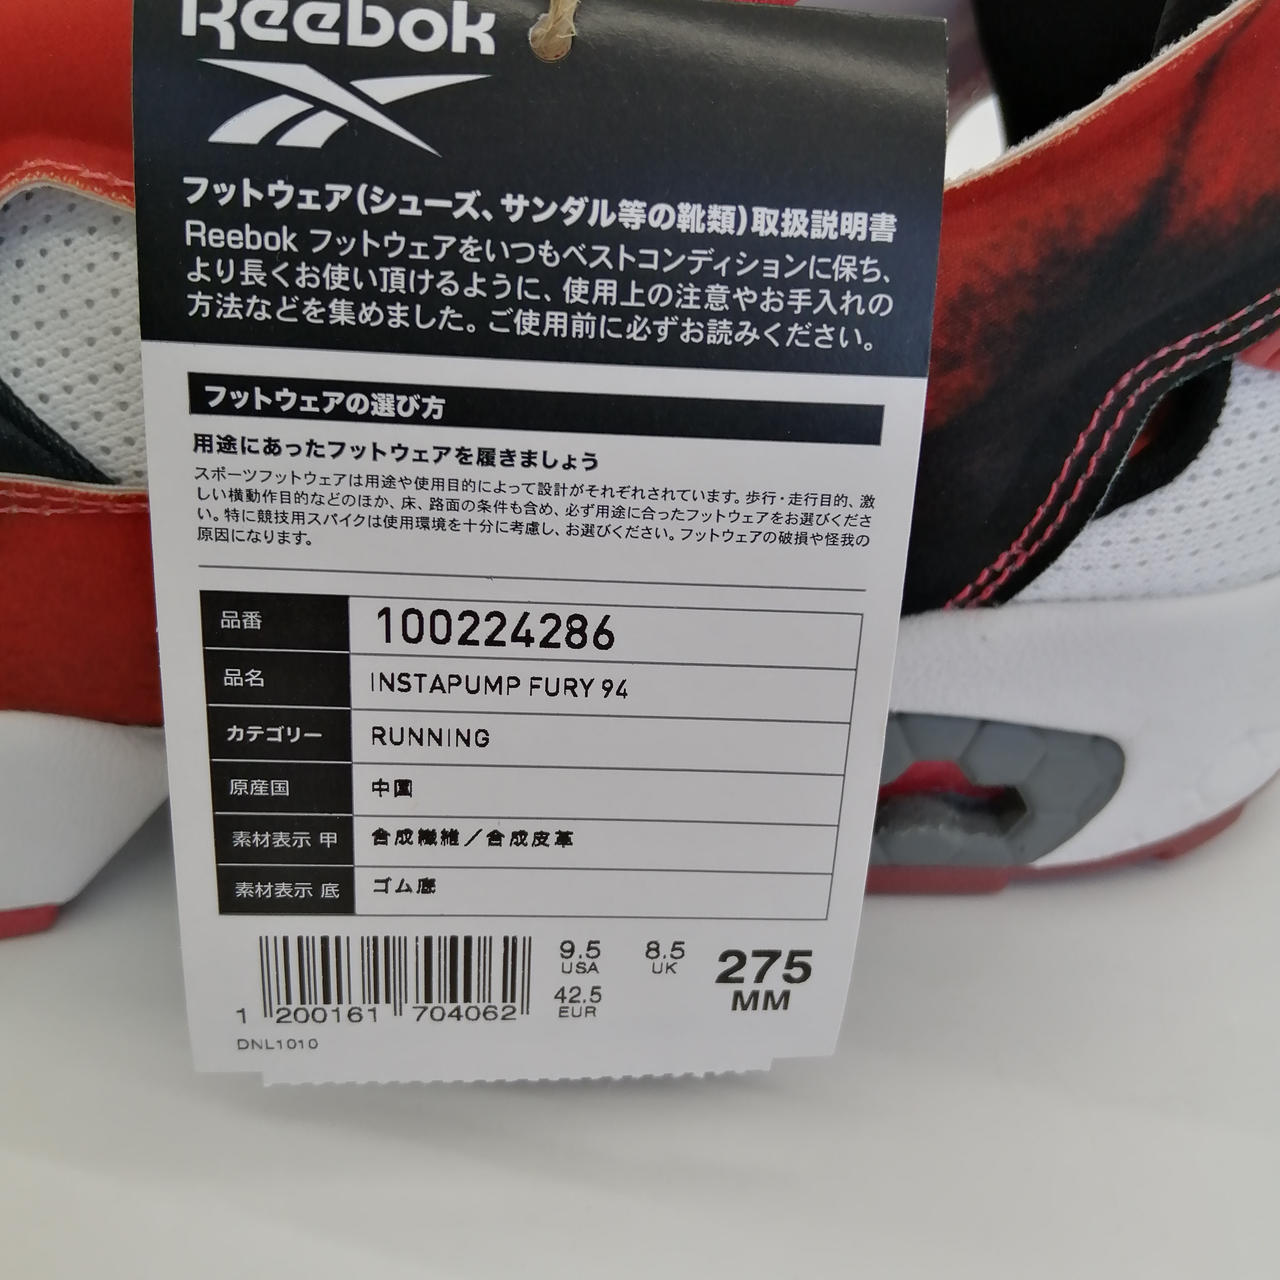 Reebok
フットウェア(シューズ、サンダル等の靴類)取扱説明書
Reebok フットウェアをいつもベストコンディションに保ち、
より長くお使い頂けるように、使用上の注意やお手入れの
方法などを集めました。ご使用前に必ずお読みください。
フットウェアの選び方
用途にあったフットウェアを履きましょう
スポーツフットウェアは用途や使用目的によって設計がそれぞれされています。歩行・走行目的、激
しい横動作目的などのほか、床、路面の条件も含め、必ず用途に合ったフットウェアをお選びくださ
い。特に競技用スパイクは使用環境を十分に考慮し、お選びください。フットウェアの破損や怪我の
原因になります。
品番 100224286
品名 INSTAPUMP FURY 94
カテゴリー RUNNING
原産国 中国
素材表示 甲 合成繊維／合成皮革
素材表示 底 ゴム底
9.5 USA 8.5 UK 275 MM
42.5 EUR
1 200161 704062
DNL1010